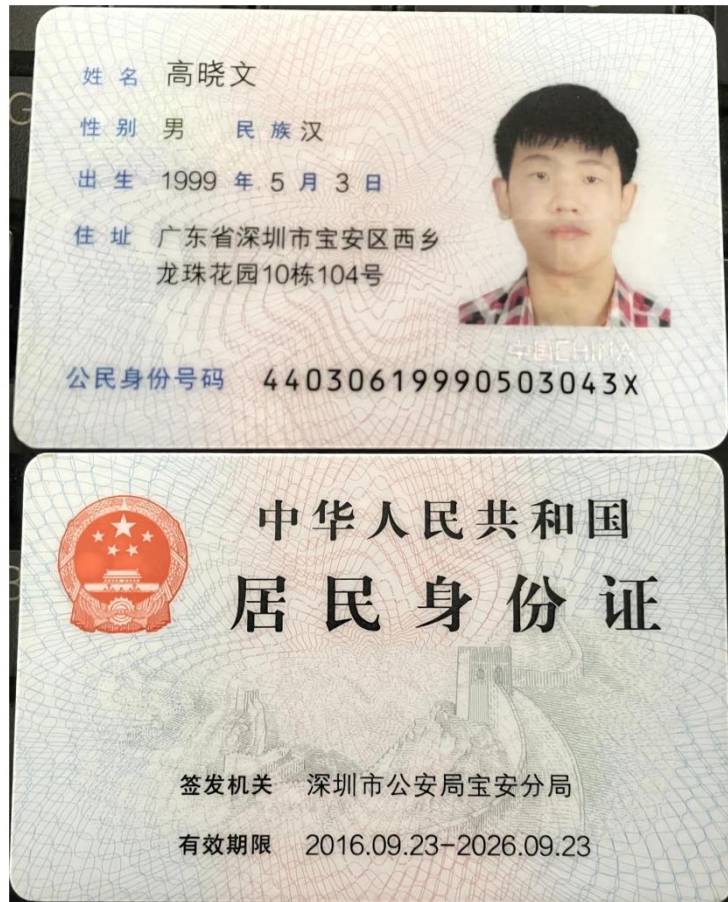 姓名 高晓文
性别 男 民族 汉
出生 1999 年 5 月 3 日
住址 广东省深圳市宝安区西乡
龙珠花园10栋104号
中国CHINA
公民身份号码 44030619990503043X
中华人民共和国
居民身份证
签发机关 深圳市公安局宝安分局
有效期限 2016.09.23-2026.09.23